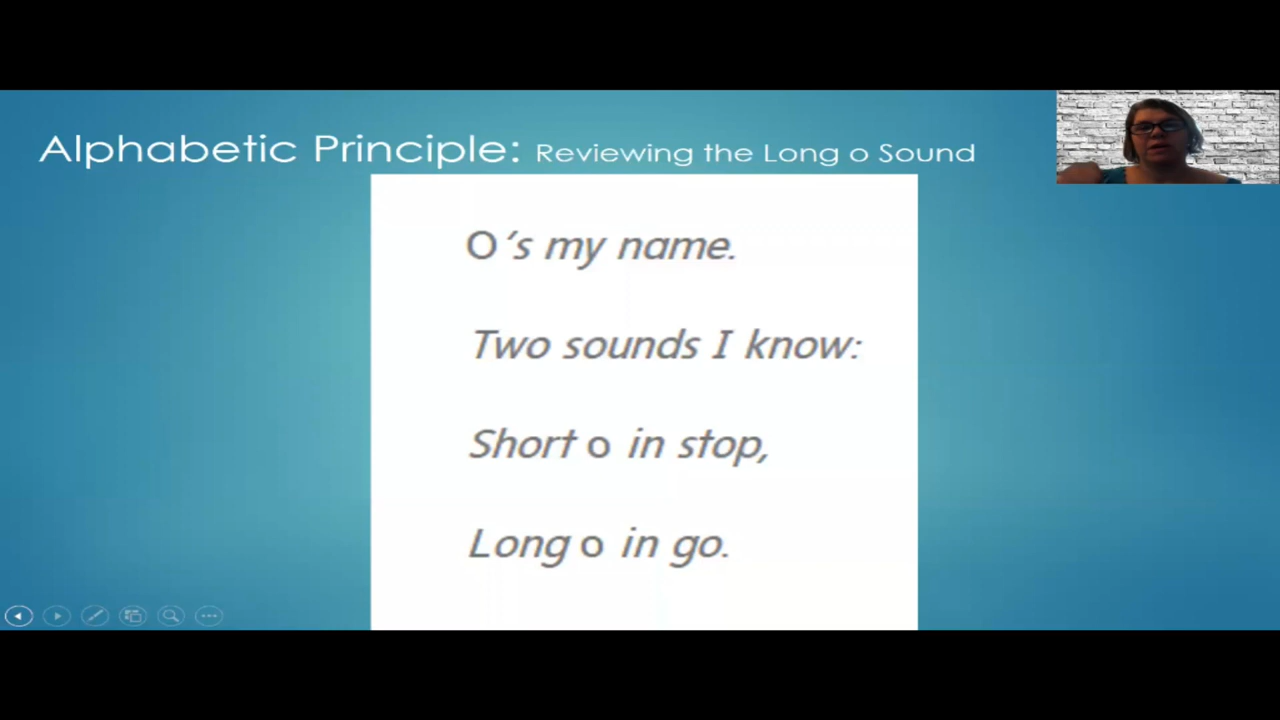 Alphabetic Principle: Reviewing the Long o Sound
O's my name.
Two sounds I know:
Short o in stop,
Long o in go.